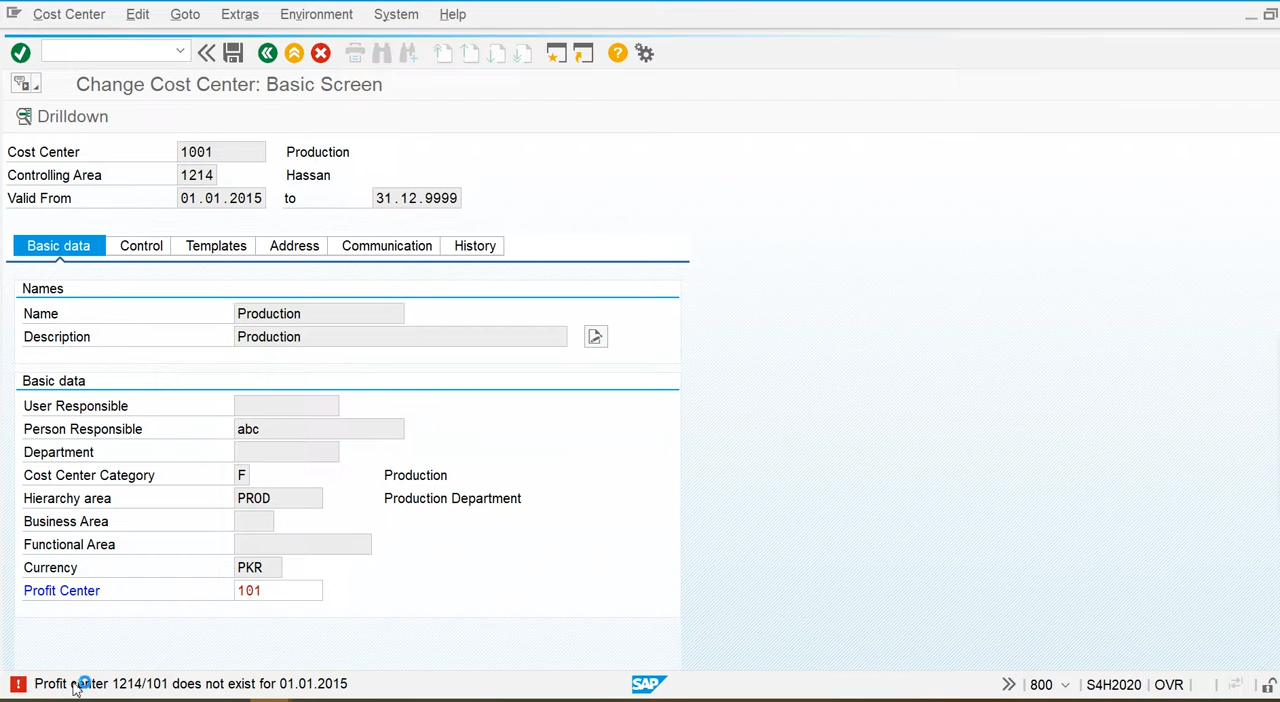 Cost Center Edit Goto Extras Environment System Help
Change Cost Center: Basic Screen
Drilldown
Cost Center 1001 Production
Controlling Area 1214 Hassan
Valid From 01.01.2015 to 31.12.9999
Basic data Control Templates Address Communication History
Names
Name Production
Description Production
Basic data
User Responsible
Person Responsible abc
Department
Cost Center Category F Production
Hierarchy area PROD Production Department
Business Area
Functional Area
Currency PKR
Profit Center 101
Profit center 1214/101 does not exist for 01.01.2015 SAP 800 S4H2020 OVR